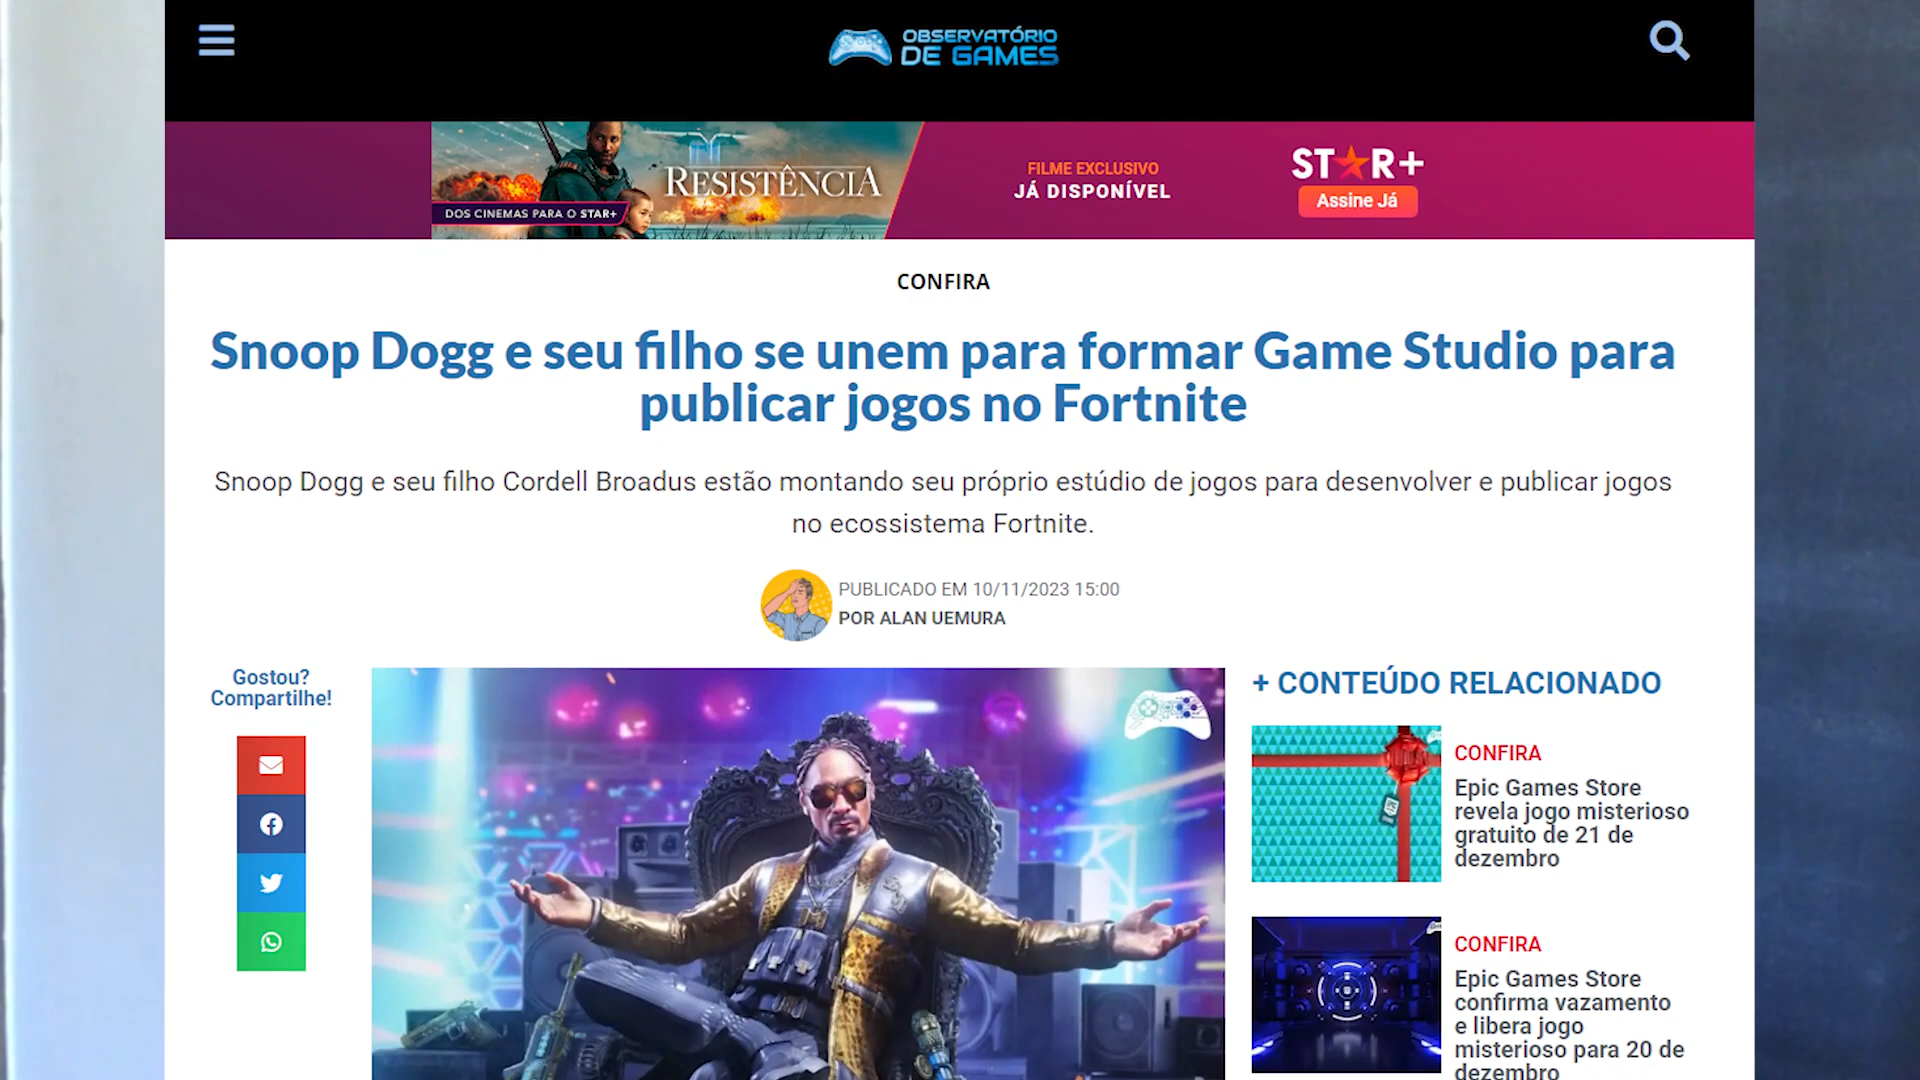 OBSERVATÓRIO
DE GAMES
RESISTÊNCIA
DOS CINEMAS PARA O STAR+
FILME EXCLUSIVO
JÁ DISPONÍVEL
STAR+
Assine Já
CONFIRA
Snoop Dogg e seu filho se unem para formar Game Studio para
publicar jogos no Fortnite
Snoop Dogg e seu filho Cordell Broadus estão montando seu próprio estúdio de jogos para desenvolver e publicar jogos
no ecossistema Fortnite.
PUBLICADO EM 10/11/2023 15:00
POR ALAN UEMURA
Gostou?
Compartilhe!
+ CONTEÚDO RELACIONADO
CONFIRA
Epic Games Store
revela jogo misterioso
gratuito de 21 de
dezembro
CONFIRA
Epic Games Store
confirma vazamento
e libera jogo
misterioso para 20 de
dezembro